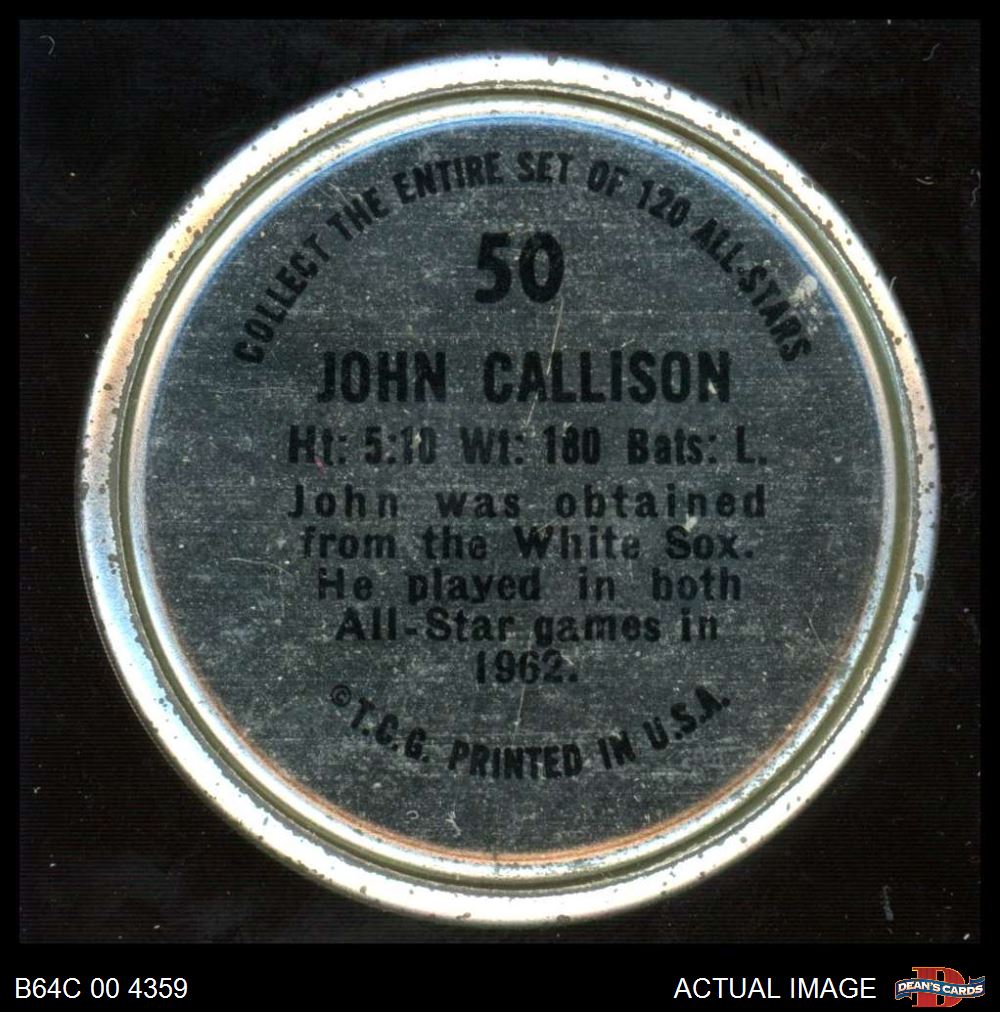 COLLECT THE ENTIRE SET OF 120 ALL-STARS
50
JOHN CALLISON
Ht: 5:10 Wt: 180 Bats: L.
John was obtained
from the White Sox.
He played in both
All-Star games in
1962.
©T.C.G. PRINTED IN U.S.A.
B64C 00 4359
ACTUAL IMAGE
DEAN'S CARDS